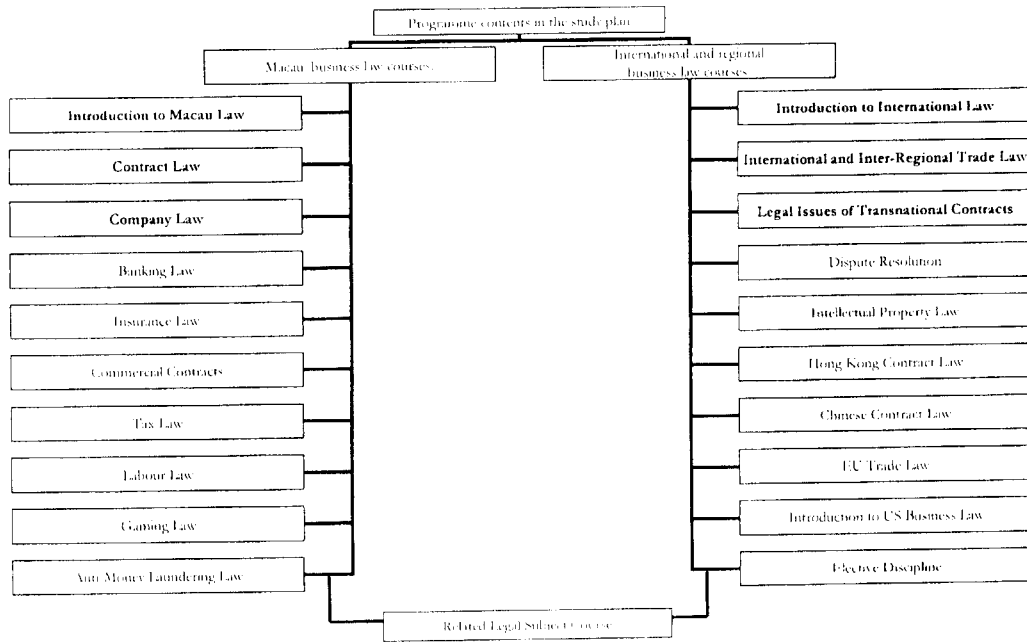 Programme contents in the study plan
Macau business law courses
International and regional
business law courses
Introduction to Macau Law
Contract Law
Company Law
Banking Law
Insurance Law
Commercial Contracts
Tax Law
Labour Law
Gaming Law
Anti Money Laundering Law
Introduction to International Law
International and Inter-Regional Trade Law
Legal Issues of Transnational Contracts
Dispute Resolution
Intellectual Property Law
Hong Kong Contract Law
Chinese Contract Law
EU Trade Law
Introduction to US Business Law
Elective Discipline
Related Legal Subject Course